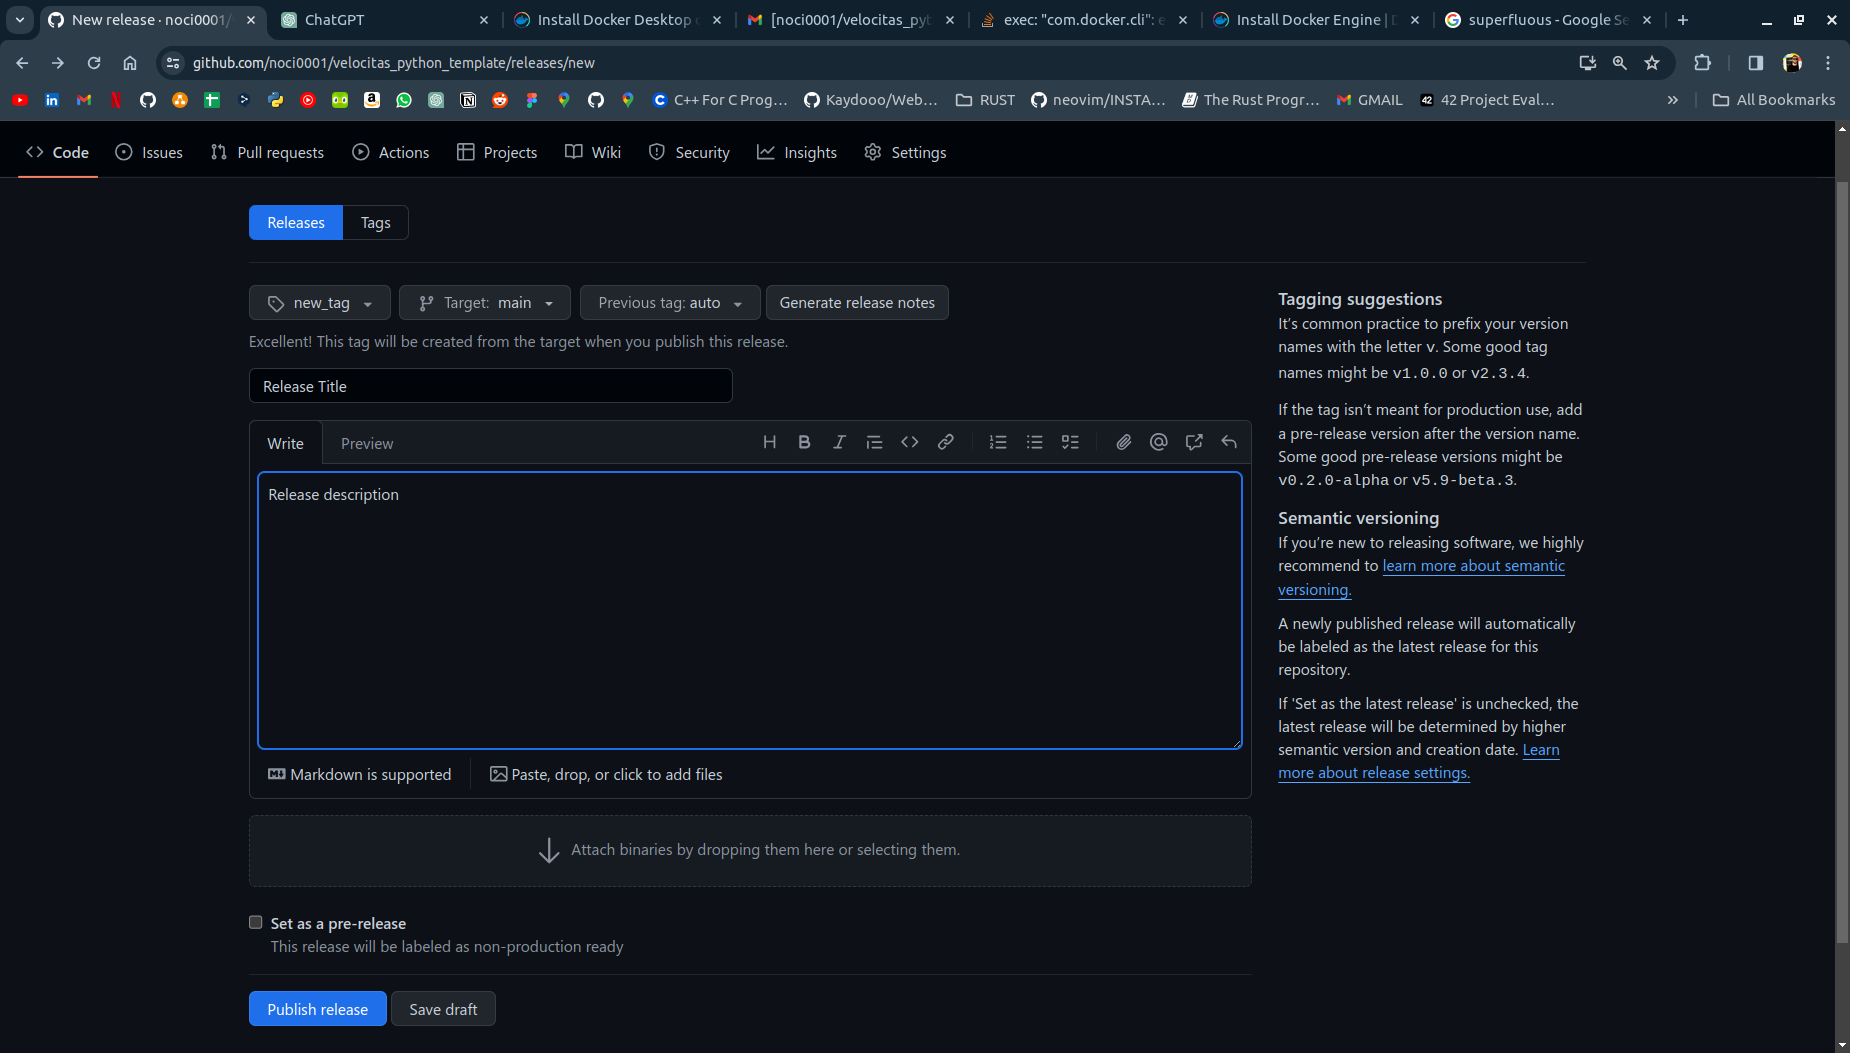 New release · noci0001/
ChatGPT
Install Docker Desktop
[noci0001/velocitas_pyt
exec: "com.docker.cli": e
Install Docker Engine | D
superfluous - Google Se
github.com/noci0001/velocitas_python_template/releases/new
C++ For C Prog…
Kaydooo/Web…
RUST
neovim/INSTA…
The Rust Progr…
GMAIL
42 Project Eval…
All Bookmarks
Code
Issues
Pull requests
Actions
Projects
Wiki
Security
Insights
Settings
Releases
Tags
new_tag
Target: main
Previous tag: auto
Generate release notes
Excellent! This tag will be created from the target when you publish this release.
Release Title
Write
Preview
Release description
Markdown is supported
Paste, drop, or click to add files
Attach binaries by dropping them here or selecting them.
Set as a pre-release
This release will be labeled as non-production ready
Publish release
Save draft
Tagging suggestions
It’s common practice to prefix your version
names with the letter v. Some good tag
names might be v1.0.0 or v2.3.4.
If the tag isn’t meant for production use, add
a pre-release version after the version name.
Some good pre-release versions might be
v0.2.0-alpha or v5.9-beta.3.
Semantic versioning
If you’re new to releasing software, we highly
recommend to learn more about semantic
versioning.
A newly published release will automatically
be labeled as the latest release for this
repository.
If 'Set as the latest release' is unchecked, the
latest release will be determined by higher
semantic version and creation date. Learn
more about release settings.